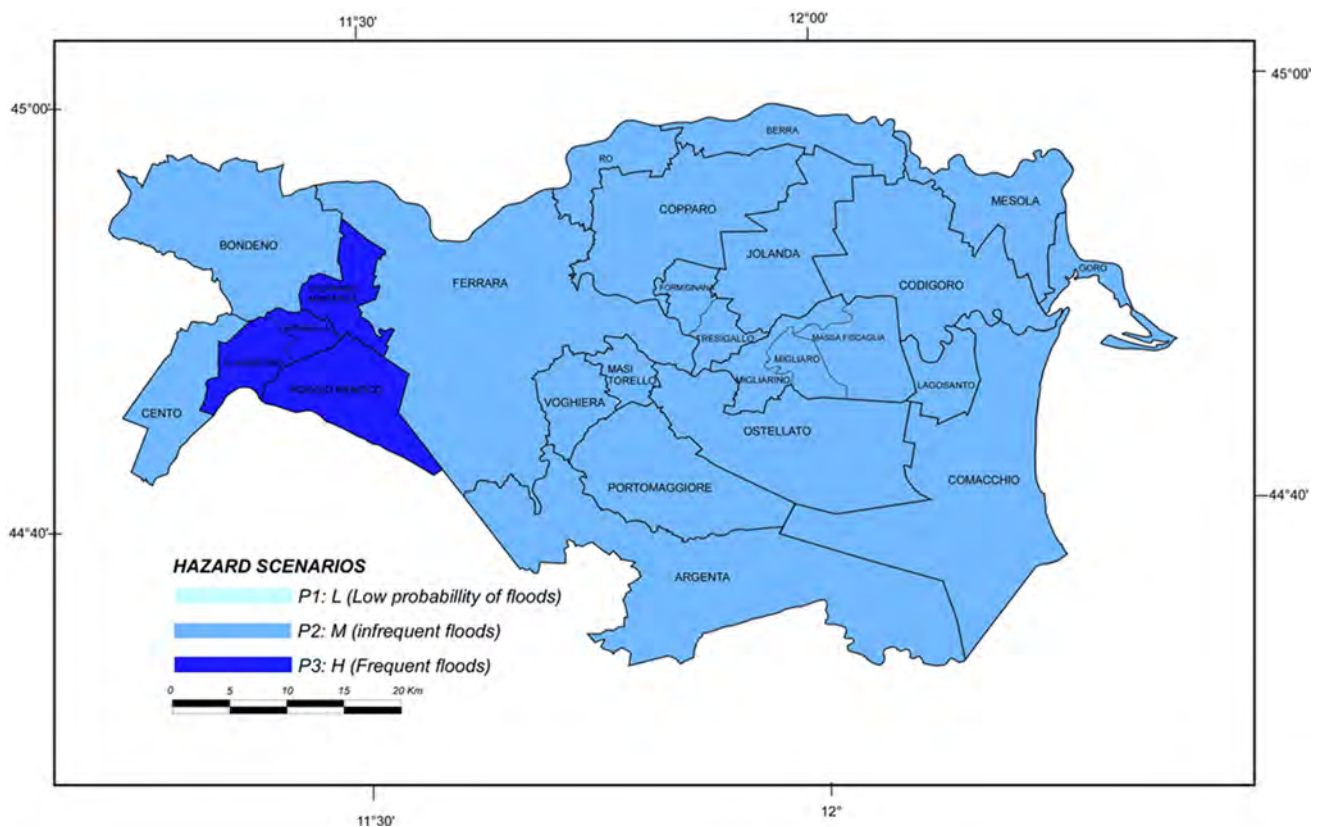 11°30'
12°00'
45°00'
45°00'
BERRA
RO
COPPARO
MESOLA
BONDENO
JOLANDA
GORO
FERRARA
CODIGORO
FORMIGNANA
TRESIGALLO
MASSA FISCAGLIA
MIGLIARO
MASI
TORELLO
MIGLIARINO
LAGOSANTO
POGGIO RENATICO
VOGHIERA
CENTO
OSTELLATO
COMACCHIO
PORTOMAGGIORE
44°40'
44°40'
ARGENTA
HAZARD SCENARIOS
P1: L (Low probabillity of floods)
P2: M (infrequent floods)
P3: H (Frequent floods)
0 5 10 15 20 Km
11°30'
12°